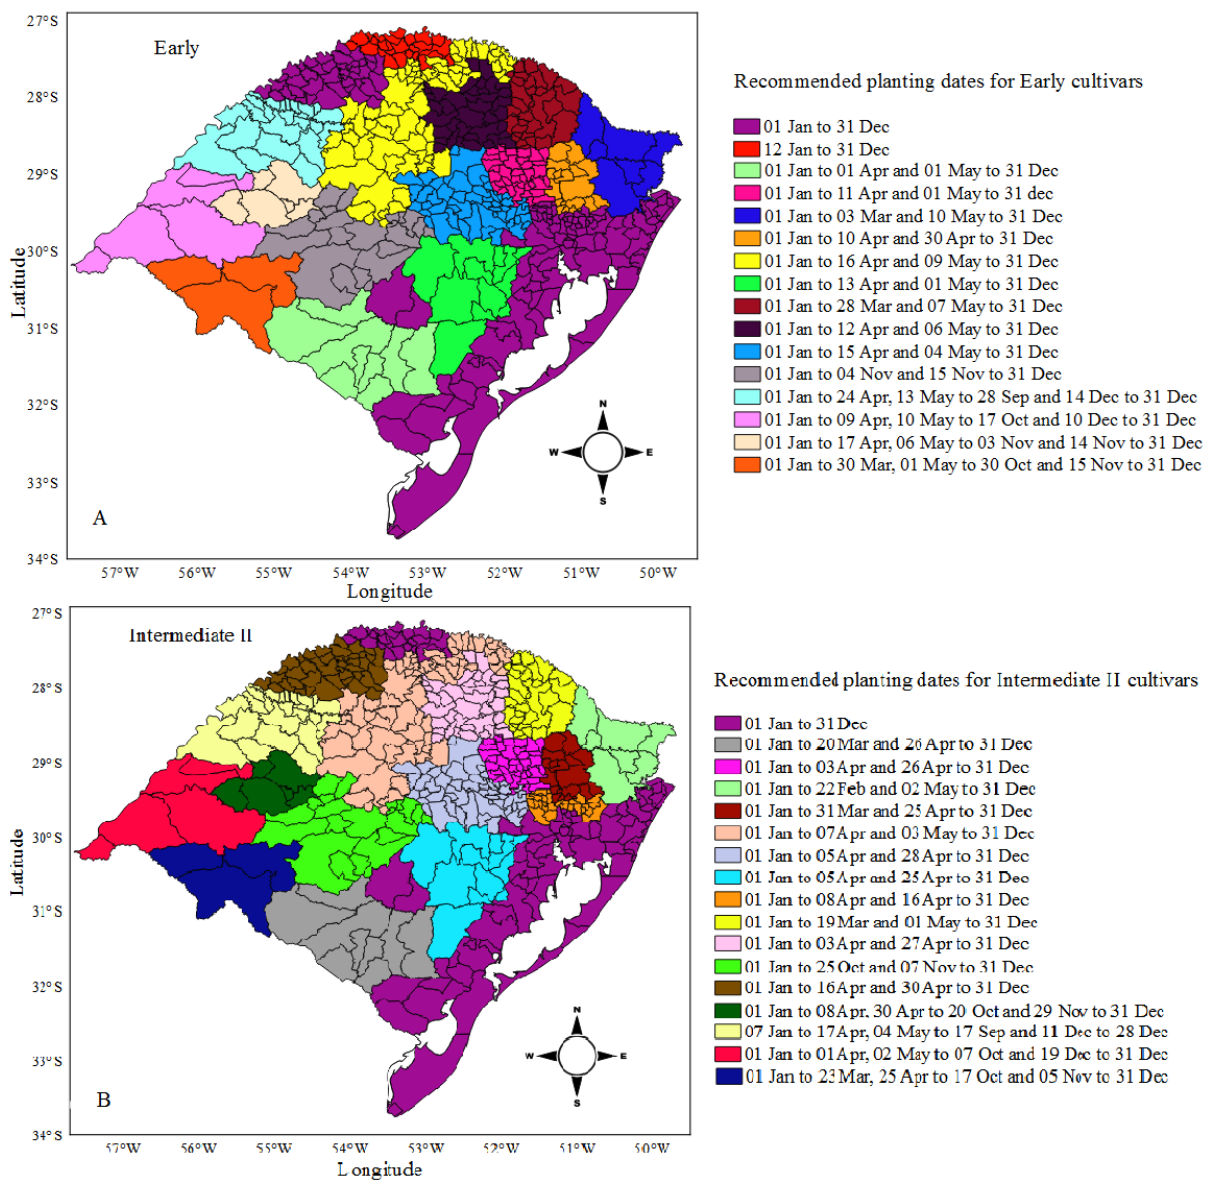 27°S
Early
28°S
29°S
30°S
31°S
32°S
33°S
34°S
Latitude
A
N
W
E
S
57°W 56°W 55°W 54°W 53°W 52°W 51°W 50°W
Longitude
Recommended planting dates for Early cultivars
01 Jan to 31 Dec
12 Jan to 31 Dec
01 Jan to 01 Apr and 01 May to 31 Dec
01 Jan to 11 Apr and 01 May to 31 dec
01 Jan to 03 Mar and 10 May to 31 Dec
01 Jan to 10 Apr and 30 Apr to 31 Dec
01 Jan to 16 Apr and 09 May to 31 Dec
01 Jan to 13 Apr and 01 May to 31 Dec
01 Jan to 28 Mar and 07 May to 31 Dec
01 Jan to 12 Apr and 06 May to 31 Dec
01 Jan to 15 Apr and 04 May to 31 Dec
01 Jan to 04 Nov and 15 Nov to 31 Dec
01 Jan to 24 Apr, 13 May to 28 Sep and 14 Dec to 31 Dec
01 Jan to 09 Apr, 10 May to 17 Oct and 10 Dec to 31 Dec
01 Jan to 17 Apr, 06 May to 03 Nov and 14 Nov to 31 Dec
01 Jan to 30 Mar, 01 May to 30 Oct and 15 Nov to 31 Dec
27°S
Intermediate II
28°S
29°S
30°S
31°S
32°S
33°S
34°S
Latitude
B
N
W
E
S
57°W 56°W 55°W 54°W 53°W 52°W 51°W 50°W
Longitude
Recommended planting dates for Intermediate II cultivars
01 Jan to 31 Dec
01 Jan to 20 Mar and 26 Apr to 31 Dec
01 Jan to 03 Apr and 26 Apr to 31 Dec
01 Jan to 22 Feb and 02 May to 31 Dec
01 Jan to 31 Mar and 25 Apr to 31 Dec
01 Jan to 07 Apr and 03 May to 31 Dec
01 Jan to 05 Apr and 28 Apr to 31 Dec
01 Jan to 05 Apr and 25 Apr to 31 Dec
01 Jan to 08 Apr and 16 Apr to 31 Dec
01 Jan to 19 Mar and 01 May to 31 Dec
01 Jan to 03 Apr and 27 Apr to 31 Dec
01 Jan to 25 Oct and 07 Nov to 31 Dec
01 Jan to 16 Apr and 30 Apr to 31 Dec
01 Jan to 08 Apr, 30 Apr to 20 Oct and 29 Nov to 31 Dec
07 Jan to 17 Apr, 04 May to 17 Sep and 11 Dec to 28 Dec
01 Jan to 01 Apr, 02 May to 07 Oct and 19 Dec to 31 Dec
01 Jan to 23 Mar, 25 Apr to 17 Oct and 05 Nov to 31 Dec